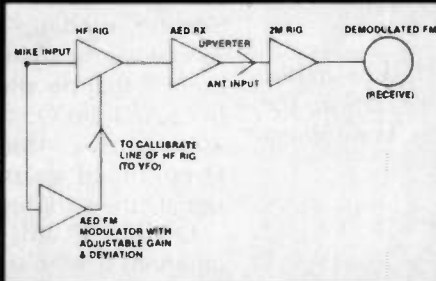 HF RIG
AED RX
2M RIG
DEMODULATED FM
MIKE INPUT
UPVERTER
ANT INPUT
(RECEIVE)
TO CALLIBRATE
LINE OF HF RIG
(TO VFO)
AED FM
MODULATOR WITH
ADJUSTABLE GAIN
& DEVIATION